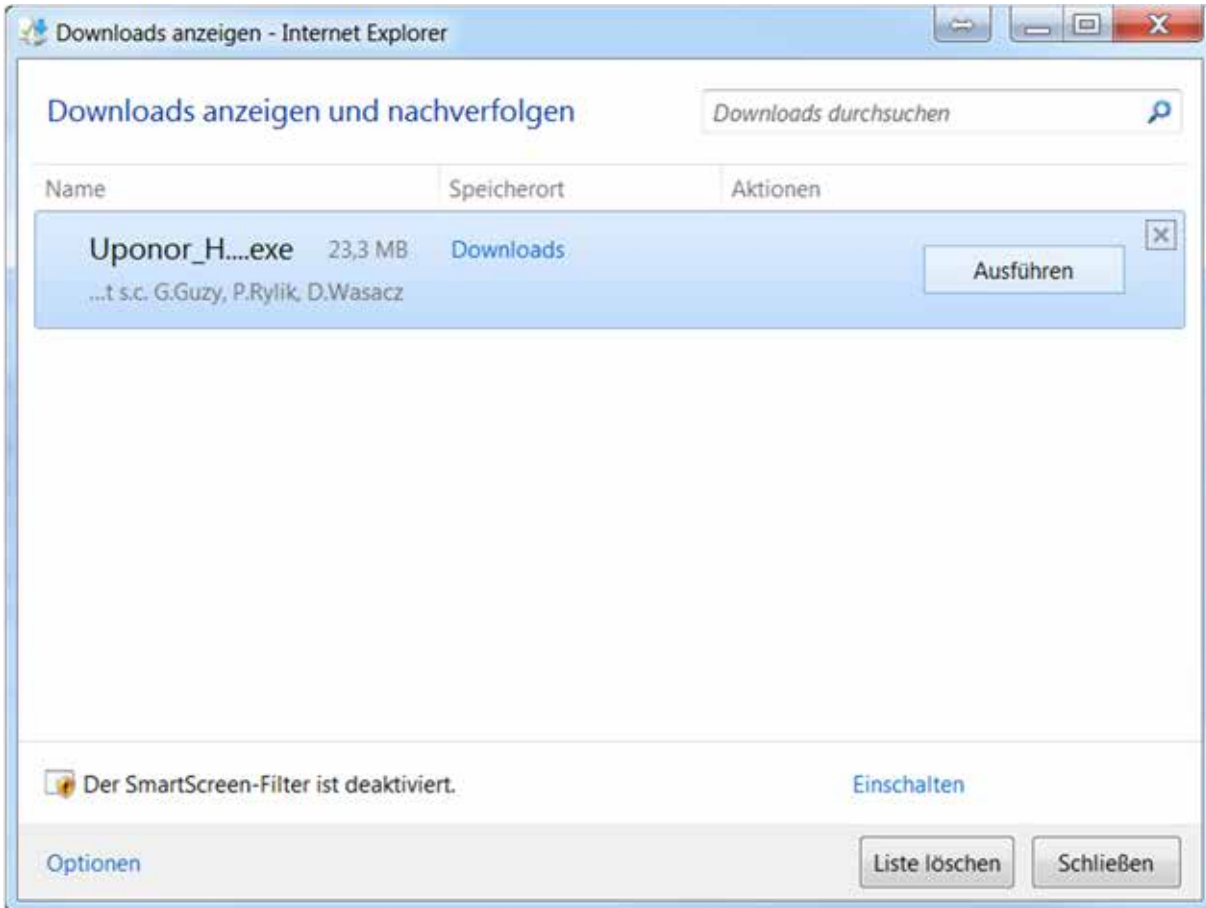 Downloads anzeigen - Internet Explorer
Downloads anzeigen und nachverfolgen
Downloads durchsuchen
Name Speicherort Aktionen
Uponor_H....exe 23,3 MB Downloads
Ausführen
...t s.c. G.Guzy, P.Rylik, D.Wasacz
Der SmartScreen-Filter ist deaktiviert. Einschalten
Optionen Liste löschen Schließen